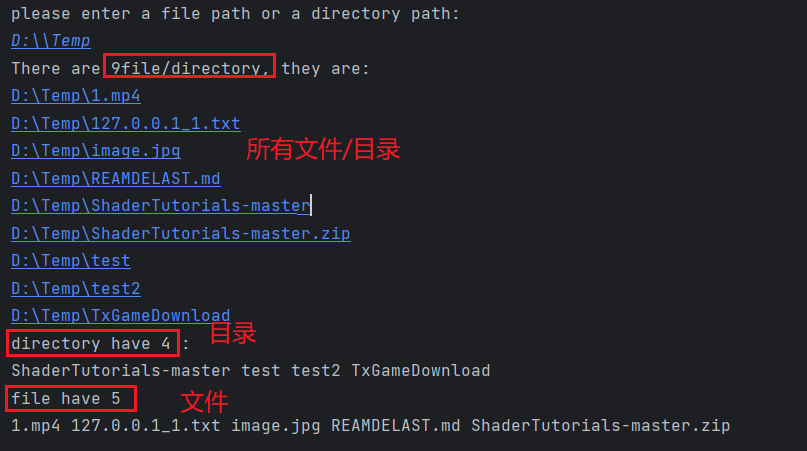 please enter a file path or a directory path:
D:\\Temp
There are 9file/directory, they are:
D:\Temp\1.mp4
D:\Temp\127.0.0.1_1.txt
D:\Temp\image.jpg 所有文件/目录
D:\Temp\REAMDELAST.md
D:\Temp\ShaderTutorials-master
D:\Temp\ShaderTutorials-master.zip
D:\Temp\test
D:\Temp\test2
D:\Temp\TxGameDownload
directory have 4 : 目录
ShaderTutorials-master test test2 TxGameDownload
file have 5 文件
1.mp4 127.0.0.1_1.txt image.jpg REAMDELAST.md ShaderTutorials-master.zip